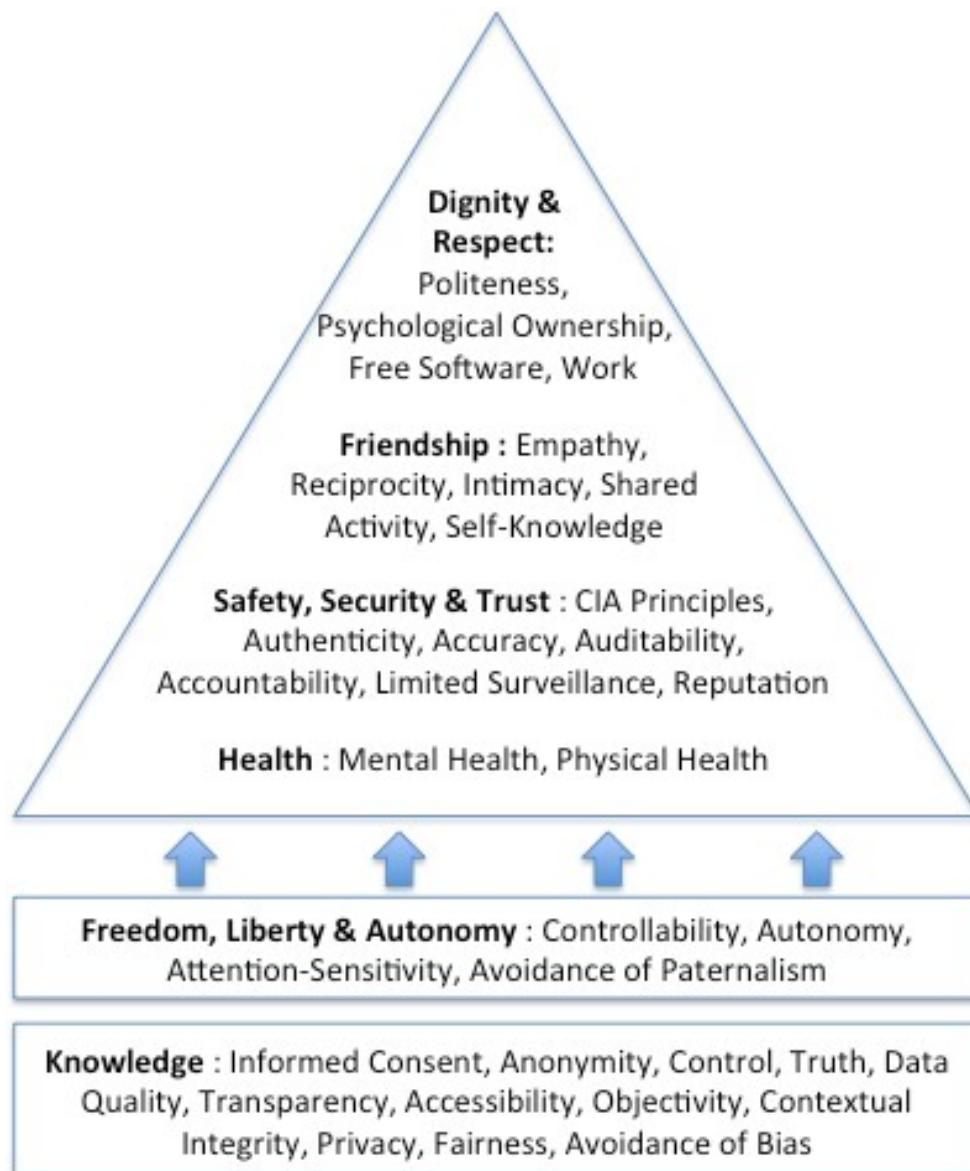 Dignity &
Respect:
Politeness,
Psychological Ownership,
Free Software, Work
Friendship : Empathy,
Reciprocity, Intimacy, Shared
Activity, Self-Knowledge
Safety, Security & Trust : CIA Principles,
Authenticity, Accuracy, Auditability,
Accountability, Limited Surveillance, Reputation
Health : Mental Health, Physical Health
Freedom, Liberty & Autonomy : Controllability, Autonomy,
Attention-Sensitivity, Avoidance of Paternalism
Knowledge : Informed Consent, Anonymity, Control, Truth, Data
Quality, Transparency, Accessibility, Objectivity, Contextual
Integrity, Privacy, Fairness, Avoidance of Bias